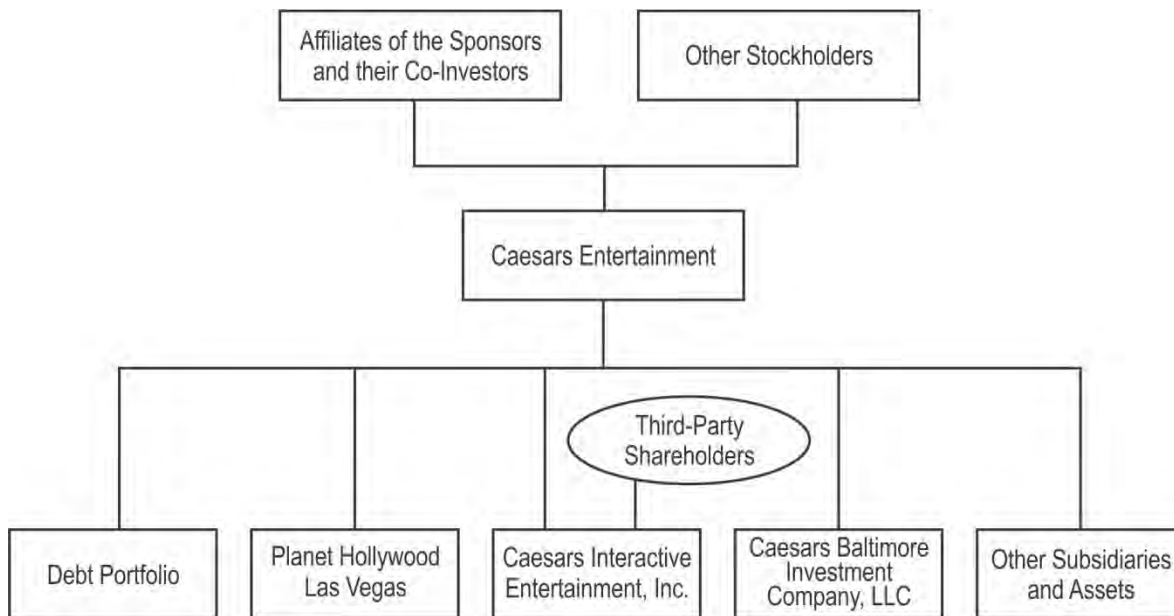 Affiliates of the Sponsors
and their Co-Investors
Other Stockholders
Caesars Entertainment
Third-Party
Shareholders
Debt Portfolio
Planet Hollywood
Las Vegas
Caesars Interactive
Entertainment, Inc.
Caesars Baltimore
Investment
Company, LLC
Other Subsidiaries
and Assets